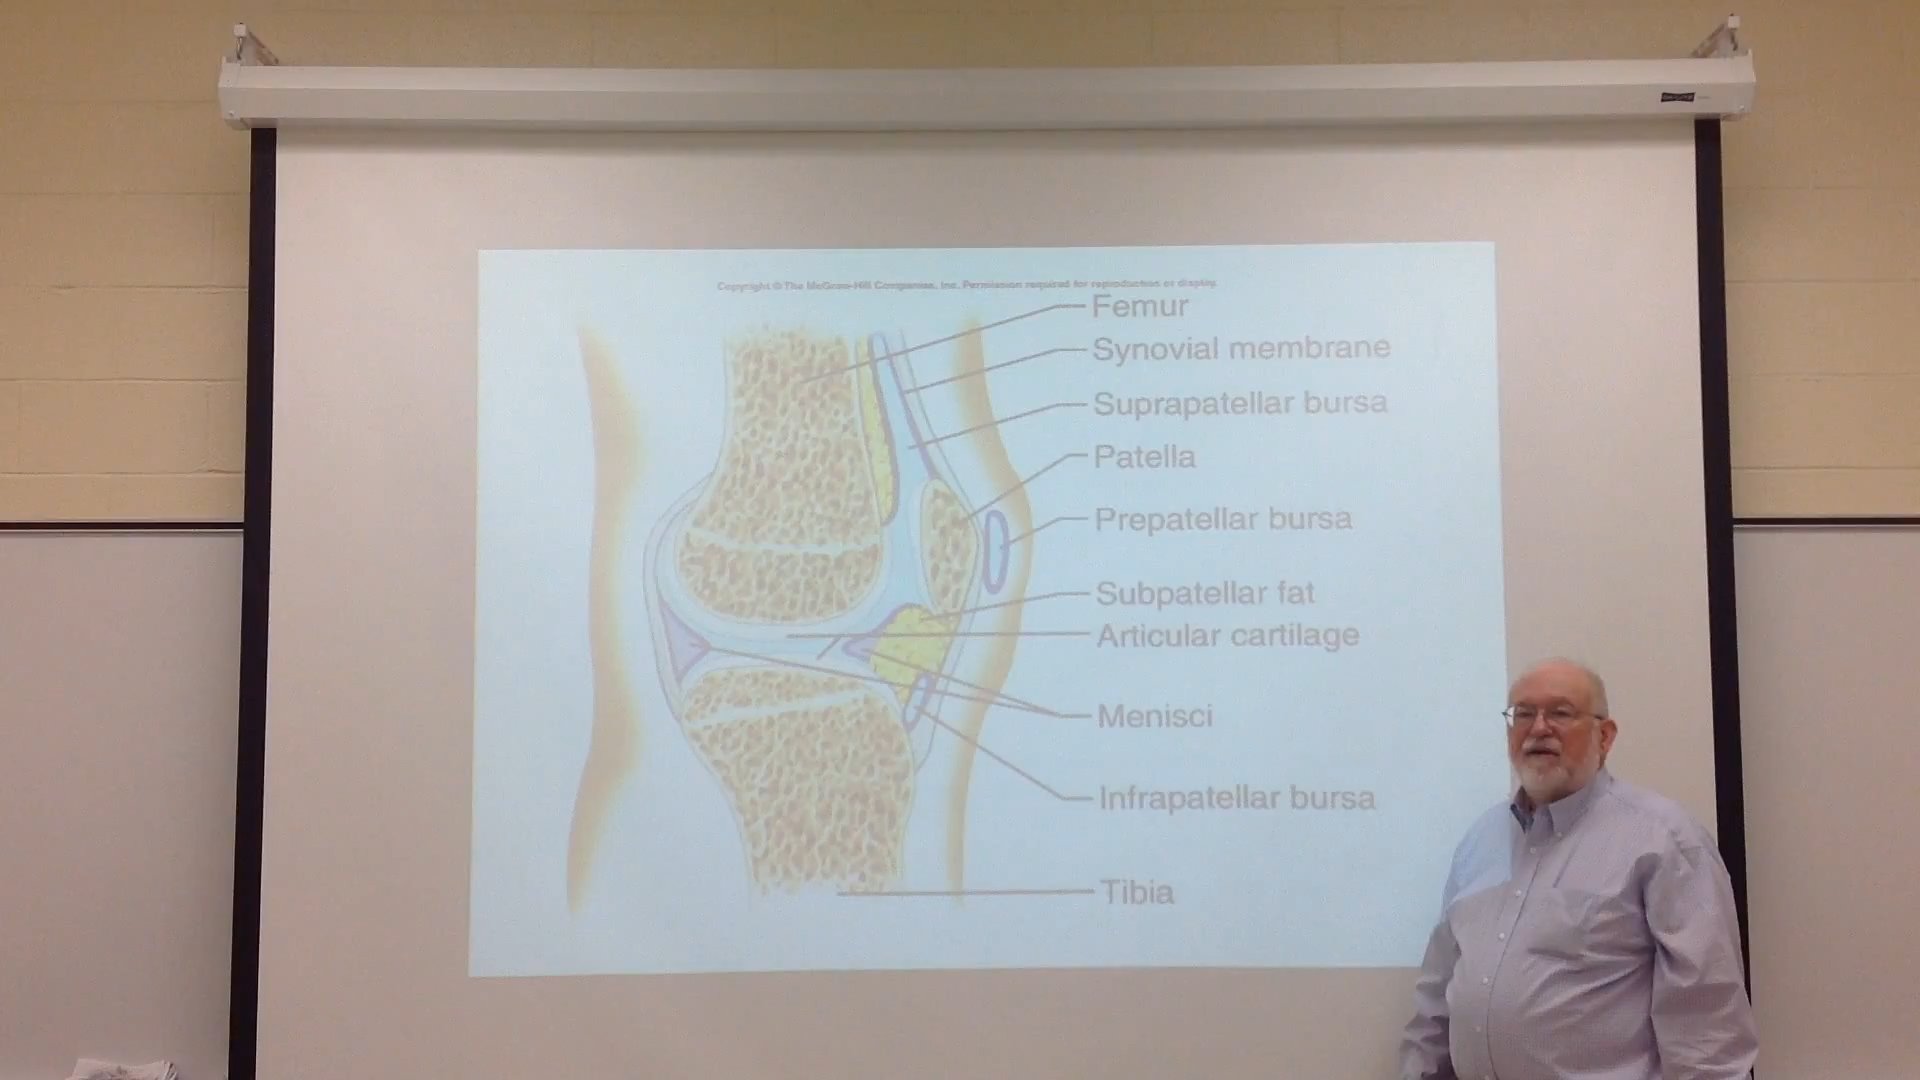 Copyright © The McGraw-Hill Companies, Inc. Permission required for reproduction or display.
Femur
Synovial membrane
Suprapatellar bursa
Patella
Prepatellar bursa
Subpatellar fat
Articular cartilage
Menisci
Infrapatellar bursa
Tibia